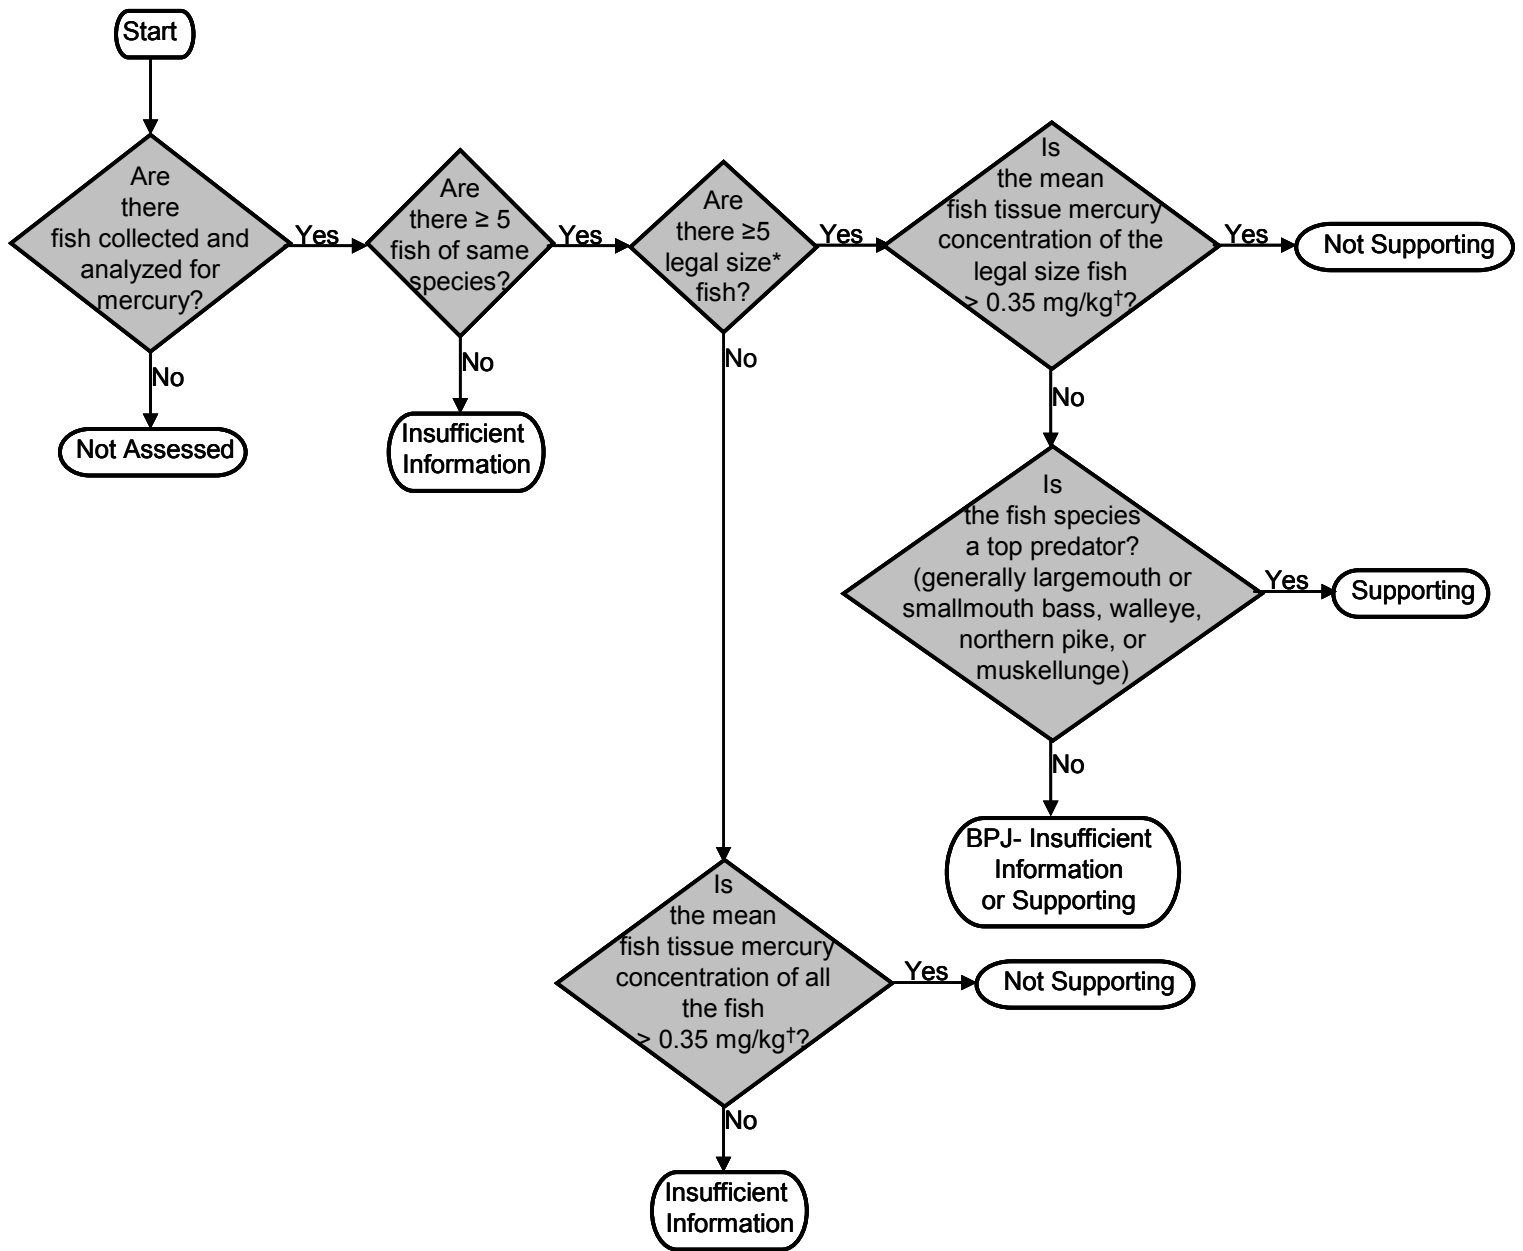 Start
Are
there
fish collected and
analyzed for
mercury?
Yes
No
Not Assessed
Are
there ≥ 5
fish of same
species?
Yes
No
Insufficient
Information
Are
there ≥5
legal size*
fish?
Yes
No
Is
the mean
fish tissue mercury
concentration of the
legal size fish
> 0.35 mg/kg†?
Yes
Not Supporting
No
Is
the fish species
a top predator?
(generally largemouth or
smallmouth bass, walleye,
northern pike, or
muskellunge)
Yes
Supporting
No
BPJ- Insufficient
Information
or Supporting
Is
the mean
fish tissue mercury
concentration of all
the fish
> 0.35 mg/kg†?
Yes
Not Supporting
No
Insufficient
Information